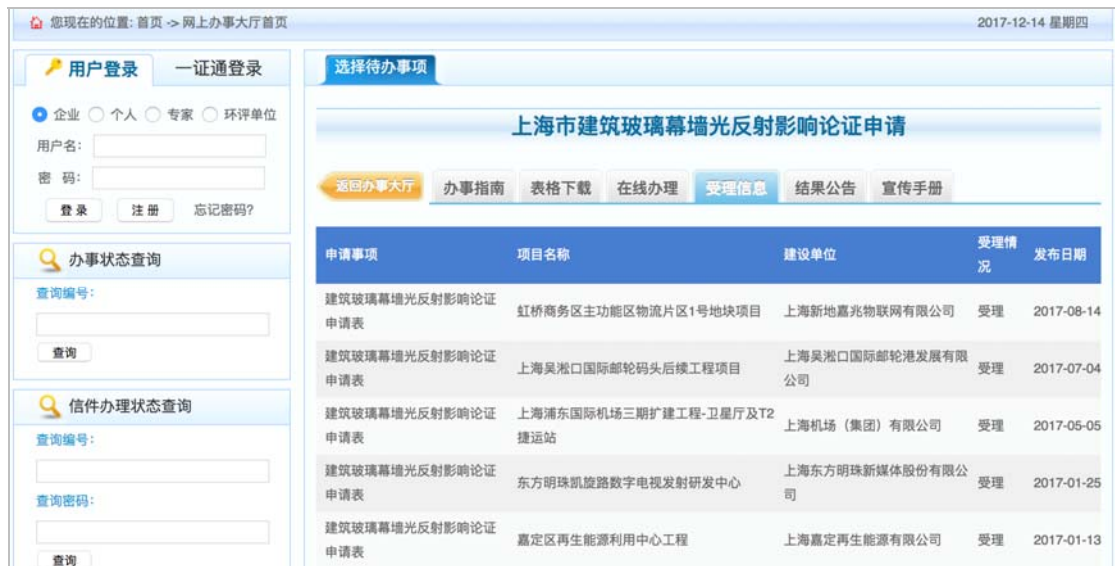 您现在的位置: 首页 -> 网上办事大厅首页
2017-12-14 星期四
用户登录
一证通登录
企业 个人 专家 环评单位
用户名:
密 码:
登 录 注 册 忘记密码?
办事状态查询
查询编号:
查询
信件办理状态查询
查询编号:
查询密码:
查询
选择待办事项
上海市建筑玻璃幕墙光反射影响论证申请
返回办事大厅 办事指南 表格下载 在线办理 受理信息 结果公告 宣传手册
申请事项 项目名称 建设单位 受理情
况 发布日期
建筑玻璃幕墙光反射影响论证
申请表
虹桥商务区主功能区物流片区1号地块项目 上海新地嘉兆物联网有限公司 受理 2017-08-14
建筑玻璃幕墙光反射影响论证
申请表
上海吴淞口国际邮轮码头后续工程项目
上海吴淞口国际邮轮港发展有限
公司
受理 2017-07-04
建筑玻璃幕墙光反射影响论证
申请表
上海浦东国际机场三期扩建工程-卫星厅及T2
捷运站
上海机场（集团）有限公司 受理 2017-05-05
建筑玻璃幕墙光反射影响论证
申请表
东方明珠凯旋路数字电视发射研发中心
上海东方明珠新媒体股份有限公
司
受理 2017-01-25
建筑玻璃幕墙光反射影响论证
申请表
嘉定区再生能源利用中心工程 上海嘉定再生能源有限公司 受理 2017-01-13